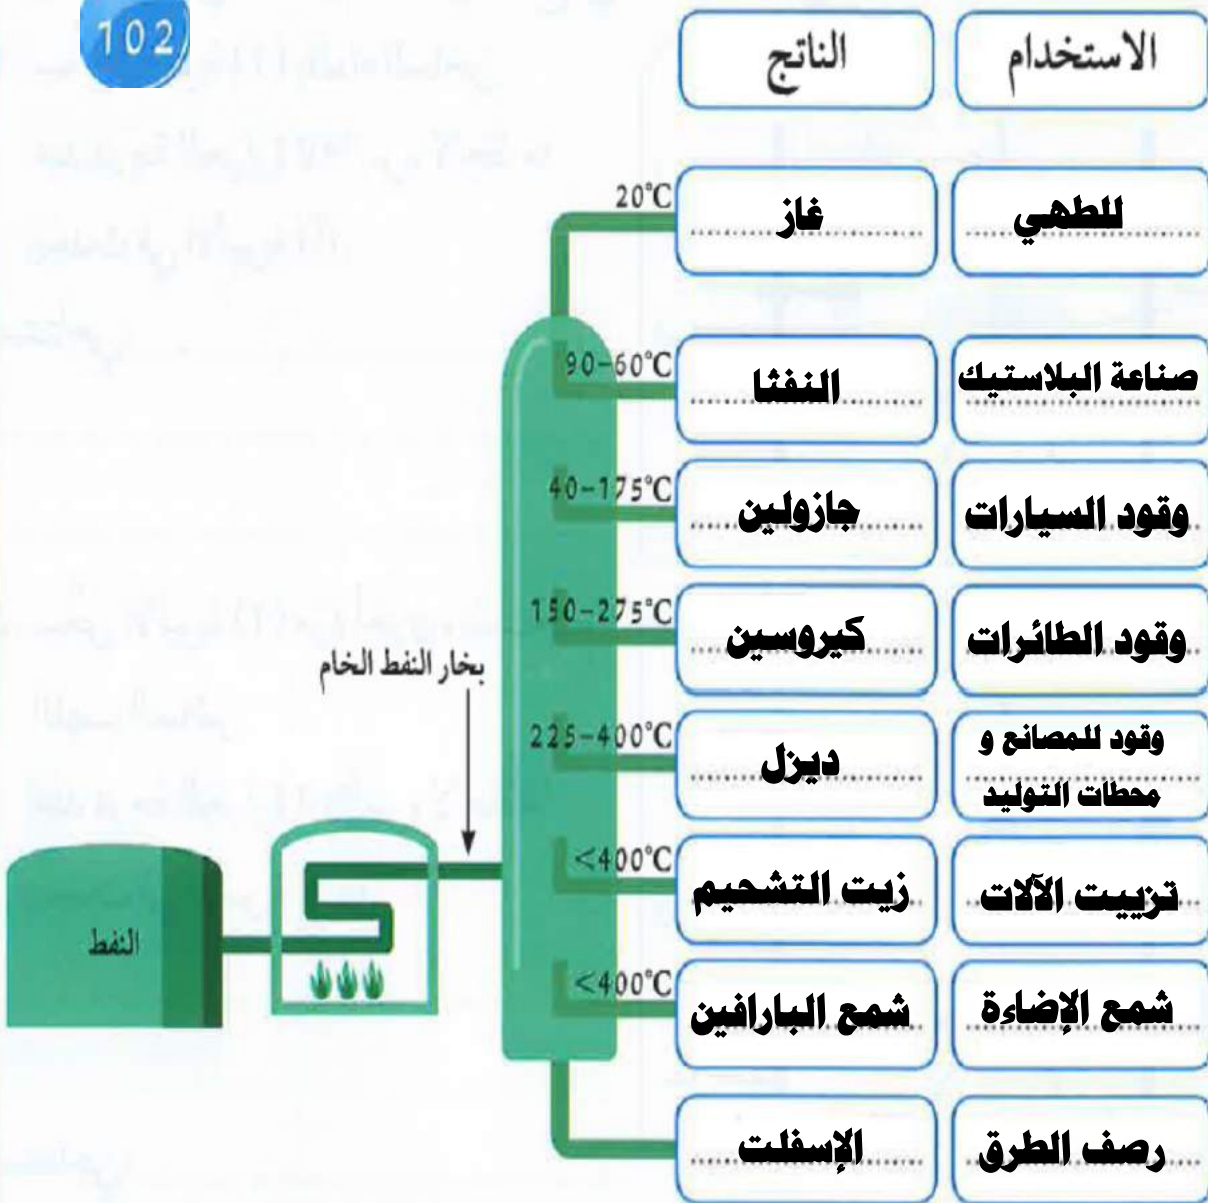 102
الاستخدام
الناتج
20°C
غاز
للطهي
90-60°C
النفثا
صناعة البلاستيك
40-175°C
جازولين
وقود السيارات
150-275°C
كيروسين
وقود الطائرات
بخار النفط الخام
225-400°C
ديزل
وقود للمصانع و
محطات التوليد
<400°C
زيت التشحيم
تزييت الآلات
النفط
<400°C
شمع البارافين
شمع الإضاءة
الإسفلت
رصف الطرق